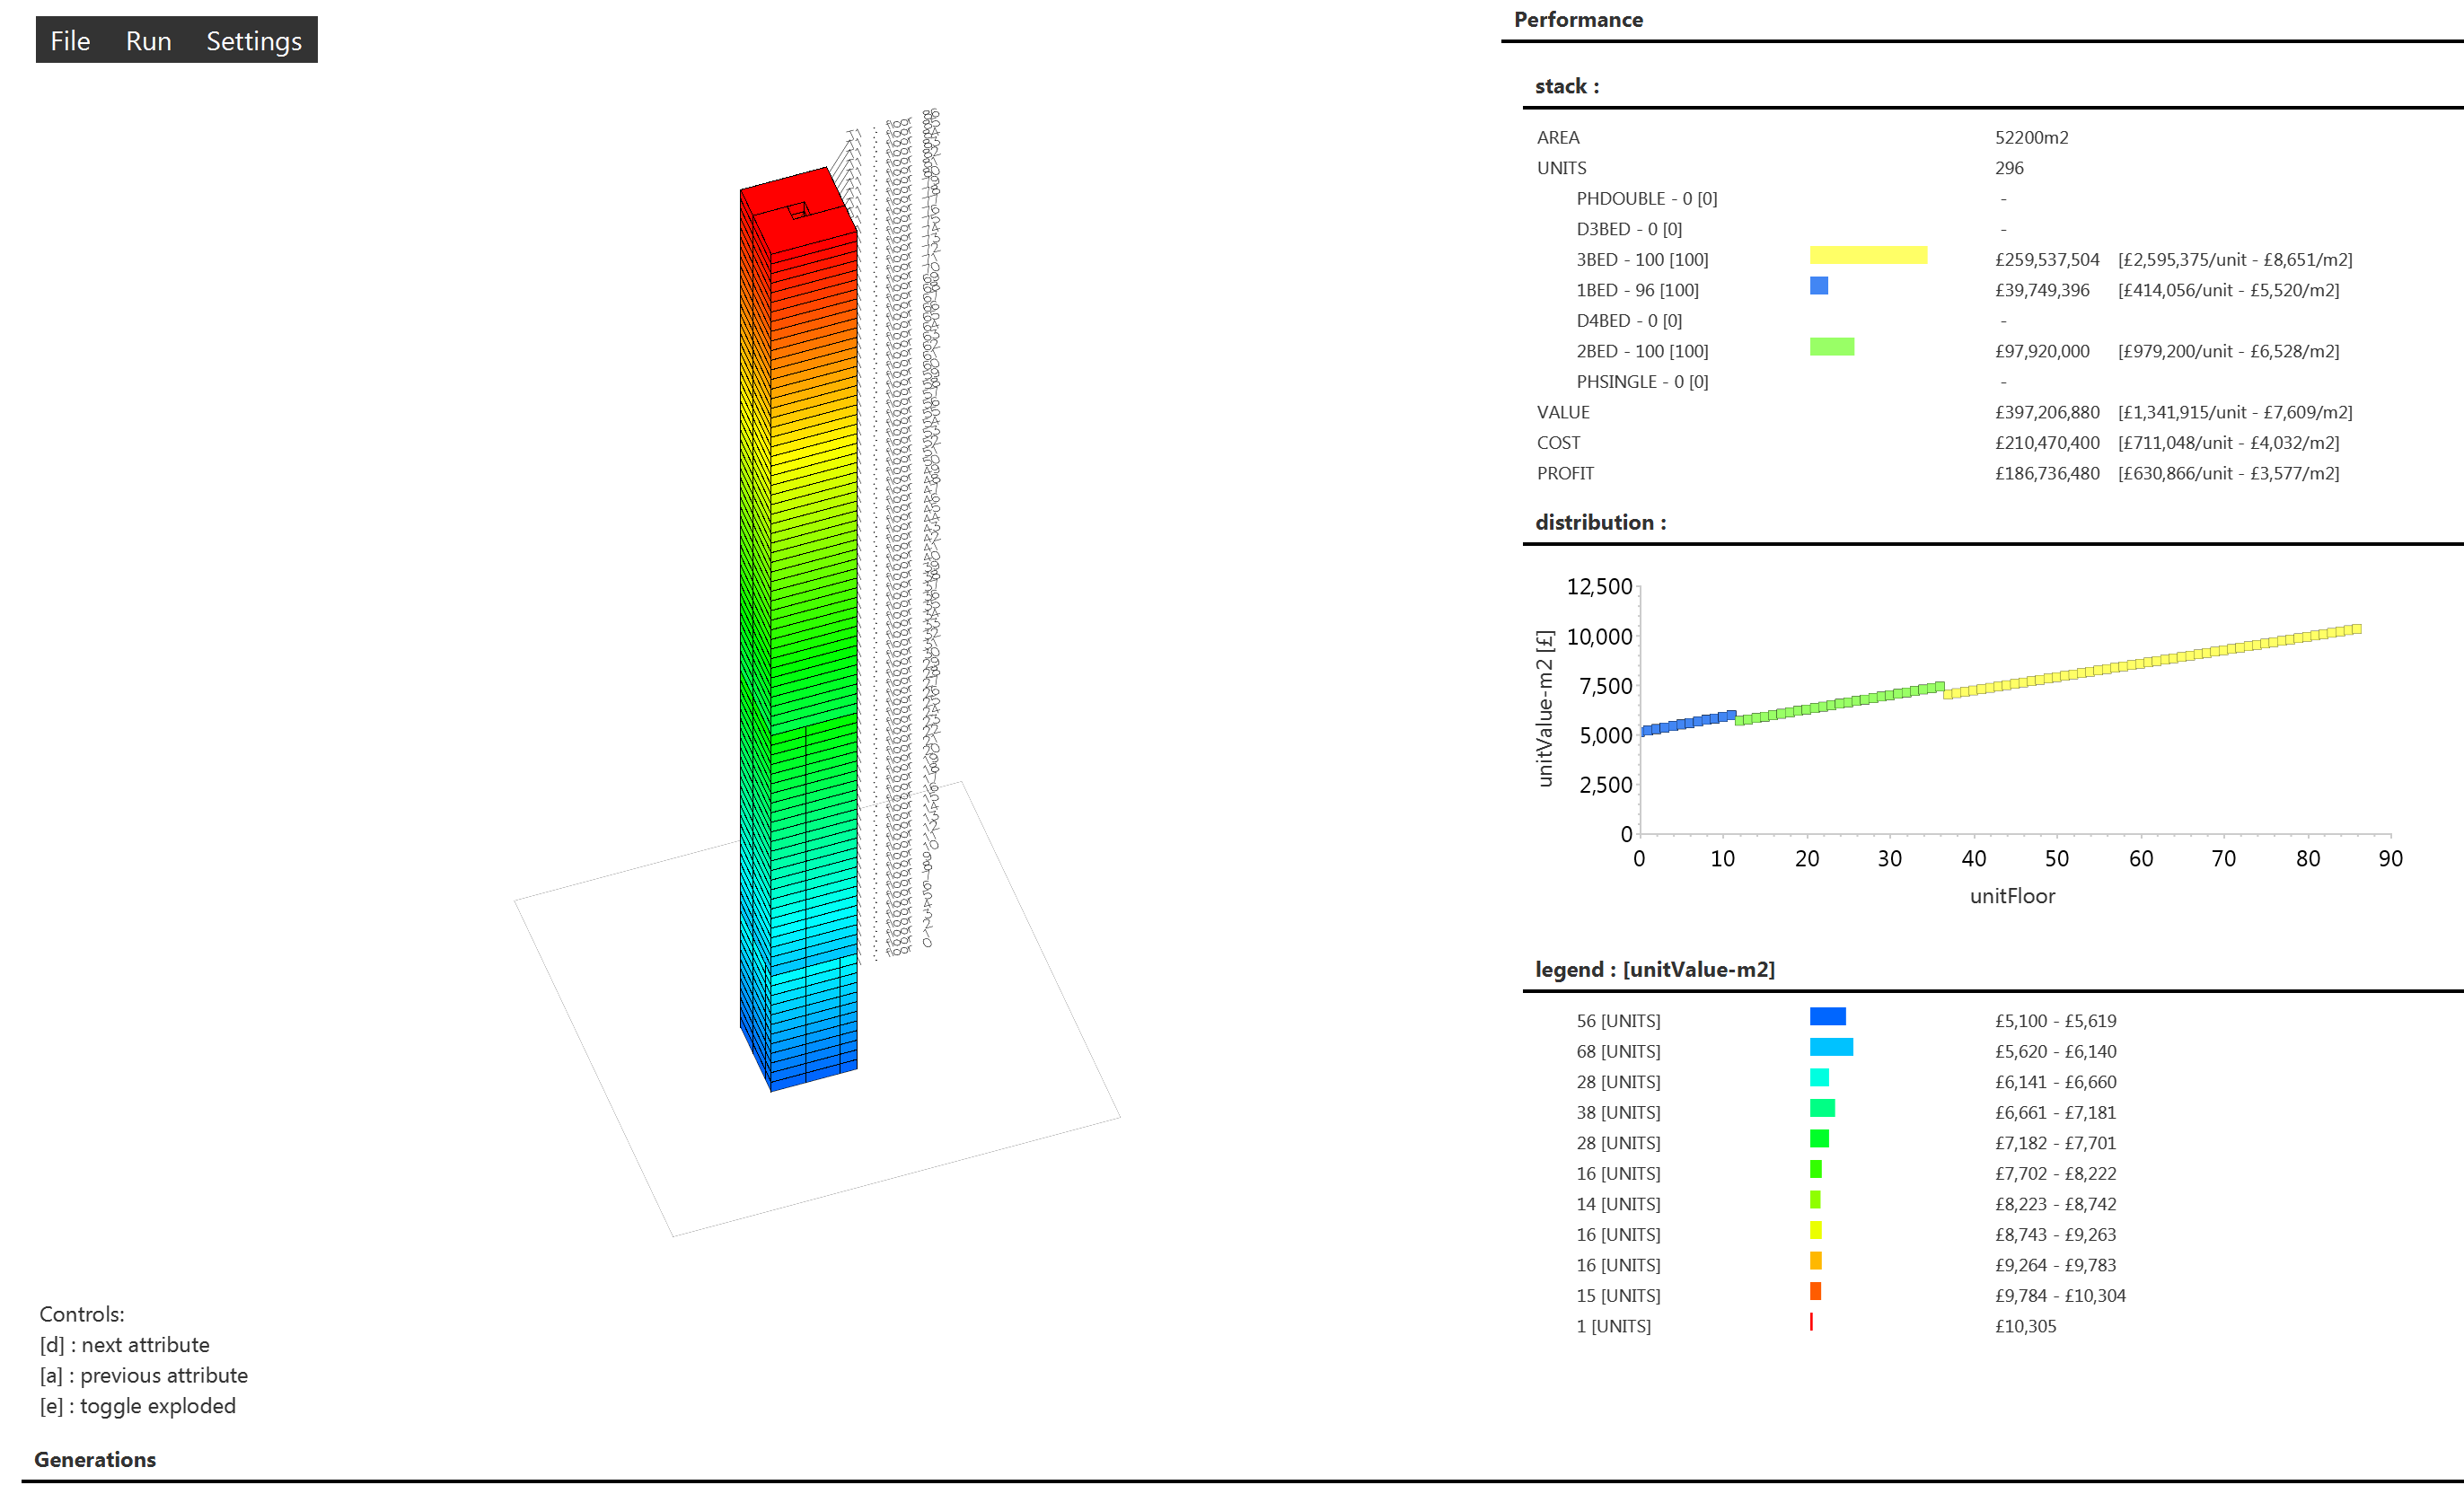 File Run Settings
Performance
stack :
AREA 52200m2
UNITS 296
PHDOUBLE - 0 [0] -
D3BED - 0 [0] -
3BED - 100 [100] £259,537,504 [£2,595,375/unit - £8,651/m2]
1BED - 96 [100] £39,749,396 [£414,056/unit - £5,520/m2]
D4BED - 0 [0] -
2BED - 100 [100] £97,920,000 [£979,200/unit - £6,528/m2]
PHSINGLE - 0 [0] -
VALUE £397,206,880 [£1,341,915/unit - £7,609/m2]
COST £210,470,400 [£711,048/unit - £4,032/m2]
PROFIT £186,736,480 [£630,866/unit - £3,577/m2]
distribution :
unitValue-m2 [£]
12,500
10,000
7,500
5,000
2,500
0
0 10 20 30 40 50 60 70 80 90
unitFloor
legend : [unitValue-m2]
56 [UNITS] £5,100 - £5,619
68 [UNITS] £5,620 - £6,140
28 [UNITS] £6,141 - £6,660
38 [UNITS] £6,661 - £7,181
28 [UNITS] £7,182 - £7,701
16 [UNITS] £7,702 - £8,222
14 [UNITS] £8,223 - £8,742
16 [UNITS] £8,743 - £9,263
16 [UNITS] £9,264 - £9,783
15 [UNITS] £9,784 - £10,304
1 [UNITS] £10,305
Controls:
[d] : next attribute
[a] : previous attribute
[e] : toggle exploded
Generations